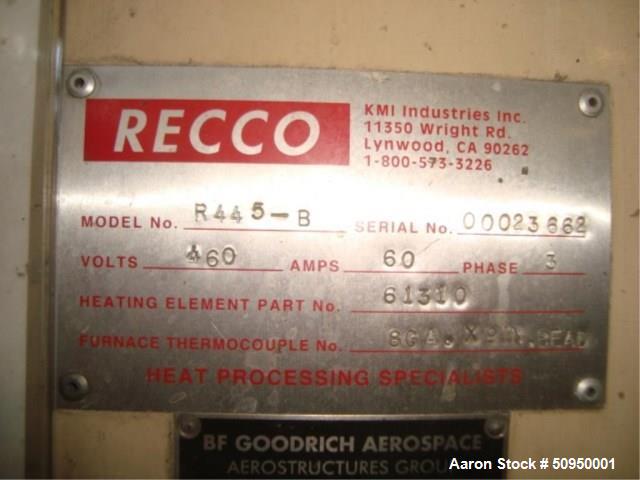 RECCO
KMI Industries Inc.
11350 Wright Rd.
Lynwood, CA 90262
1-800-573-3226
MODEL No. R445-B SERIAL No. 00023662
VOLTS 460 AMPS 60 PHASE 3
HEATING ELEMENT PART No. 61310
FURNACE THERMOCOUPLE No. 8GA.
HEAT PROCESSING SPECIALISTS
BF GOODRICH AEROSPACE
AEROSTRUCTURES GROUP
Aaron Stock # 50950001